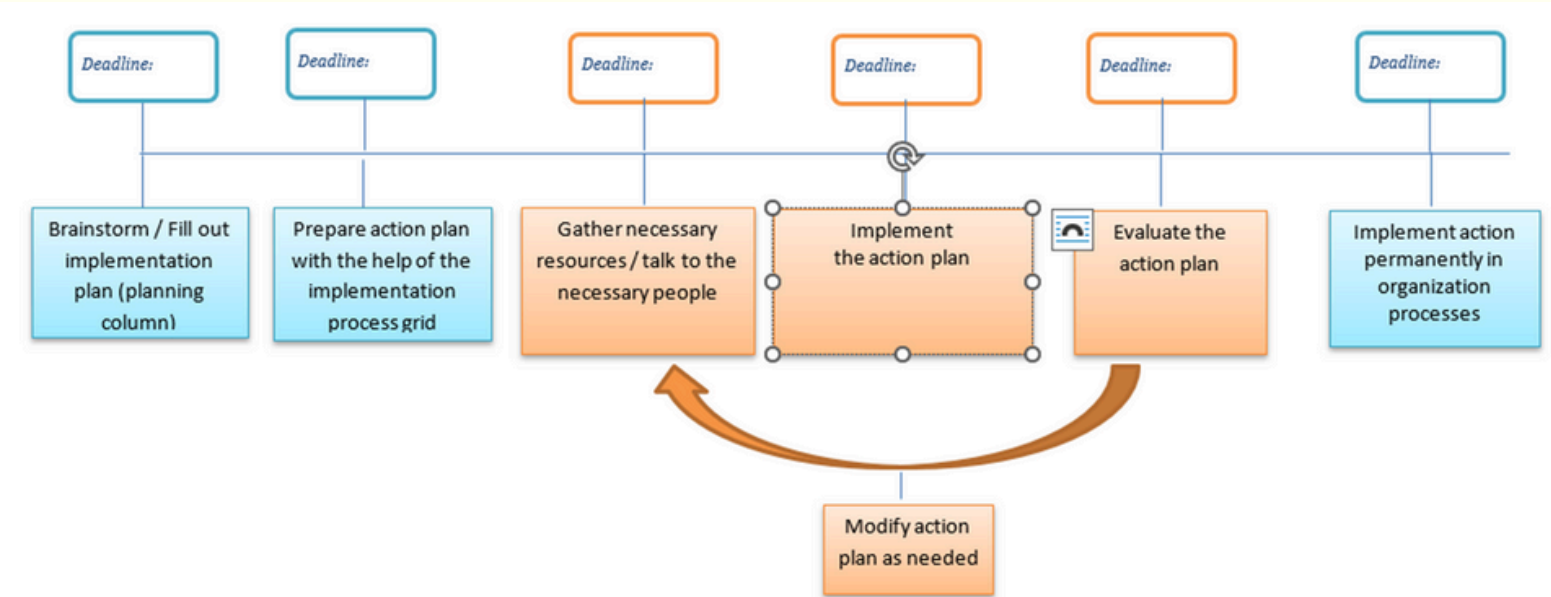 Deadline:
Deadline:
Deadline:
Deadline:
Deadline:
Deadline:
Brainstorm / Fill out
implementation
plan (planning
column)
Prepare action plan
with the help of the
implementation
process grid
Gather necessary
resources / talk to the
necessary people
Implement
the action plan
Evaluate the
action plan
Implement action
permanently in
organization
processes
Modify action
plan as needed